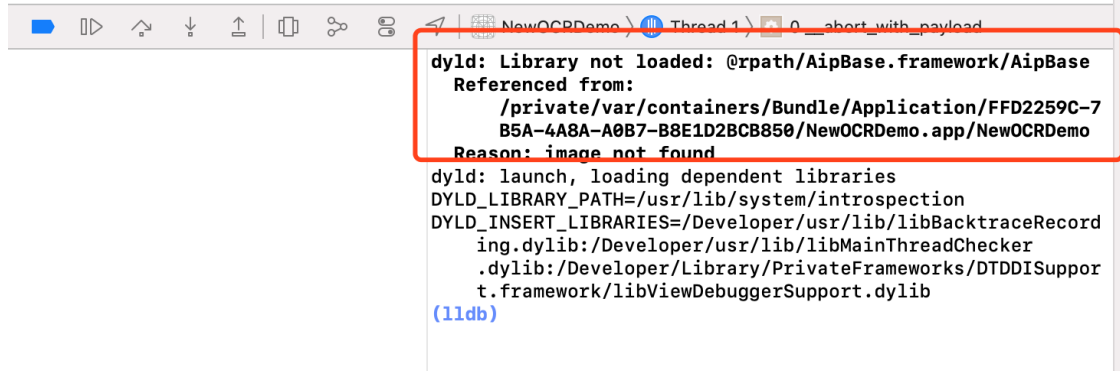 NewOCRDemo Thread 1 0 __abort_with_payload
dyld: Library not loaded: @rpath/AipBase.framework/AipBase
Referenced from:
/private/var/containers/Bundle/Application/FFD2259C-7
B5A-4A8A-A0B7-B8E1D2BCB850/NewOCRDemo.app/NewOCRDemo
Reason: image not found
dyld: launch, loading dependent libraries
DYLD_LIBRARY_PATH=/usr/lib/system/introspection
DYLD_INSERT_LIBRARIES=/Developer/usr/lib/libBacktraceRecord
ing.dylib:/Developer/usr/lib/libMainThreadChecker
.dylib:/Developer/Library/PrivateFrameworks/DTDDISuppor
t.framework/libViewDebuggerSupport.dylib
(lldb)